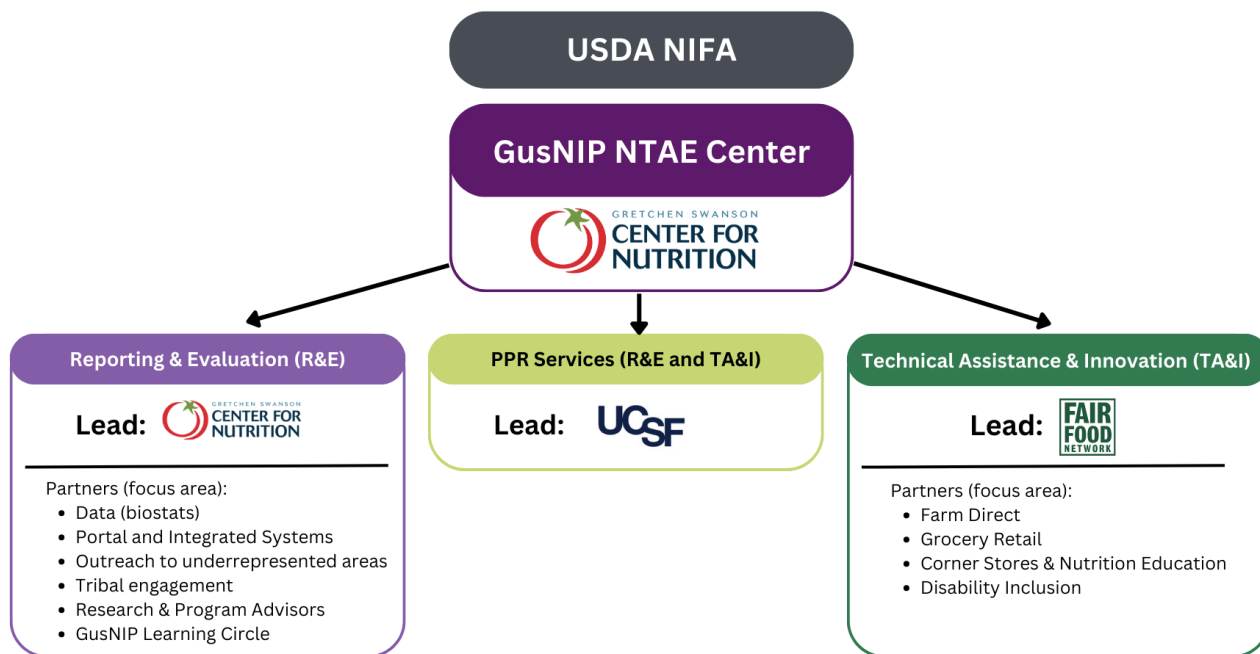 USDA NIFA
GusNIP NTAE Center
GRETCHEN SWANSON
CENTER FOR
NUTRITION
Reporting & Evaluation (R&E)
Lead:
GRETCHEN SWANSON
CENTER FOR
NUTRITION
Partners (focus area):
• Data (biostats)
• Portal and Integrated Systems
• Outreach to underrepresented areas
• Tribal engagement
• Research & Program Advisors
• GusNIP Learning Circle
PPR Services (R&E and TA&I)
Lead:
UCSF
Technical Assistance & Innovation (TA&I)
Lead:
FAIR
FOOD
NETWORK
Partners (focus area):
• Farm Direct
• Grocery Retail
• Corner Stores & Nutrition Education
• Disability Inclusion